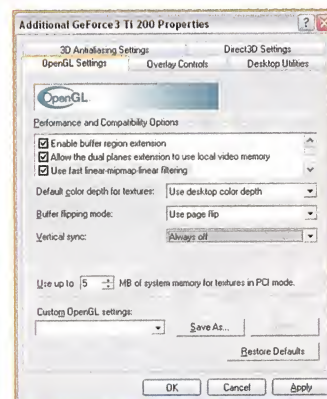 Additional GeForce3 Ti 200 Properties
3D Antialiasing Settings Direct3D Settings
OpenGL Settings Overlay Controls Desktop Utilities
OpenGL
Performance and Compatibility Options
Enable buffer region extension
Allow the dual planes extension to use local video memory
Use fast linear-mipmap-linear filtering
Default color depth for textures: Use desktop color depth
Buffer flipping mode: Use page flip
Vertical sync: Always off
Use up to 5 MB of system memory for textures in PCI mode.
Custom OpenGL settings:
Save As...
Restore Defaults
OK Cancel Apply